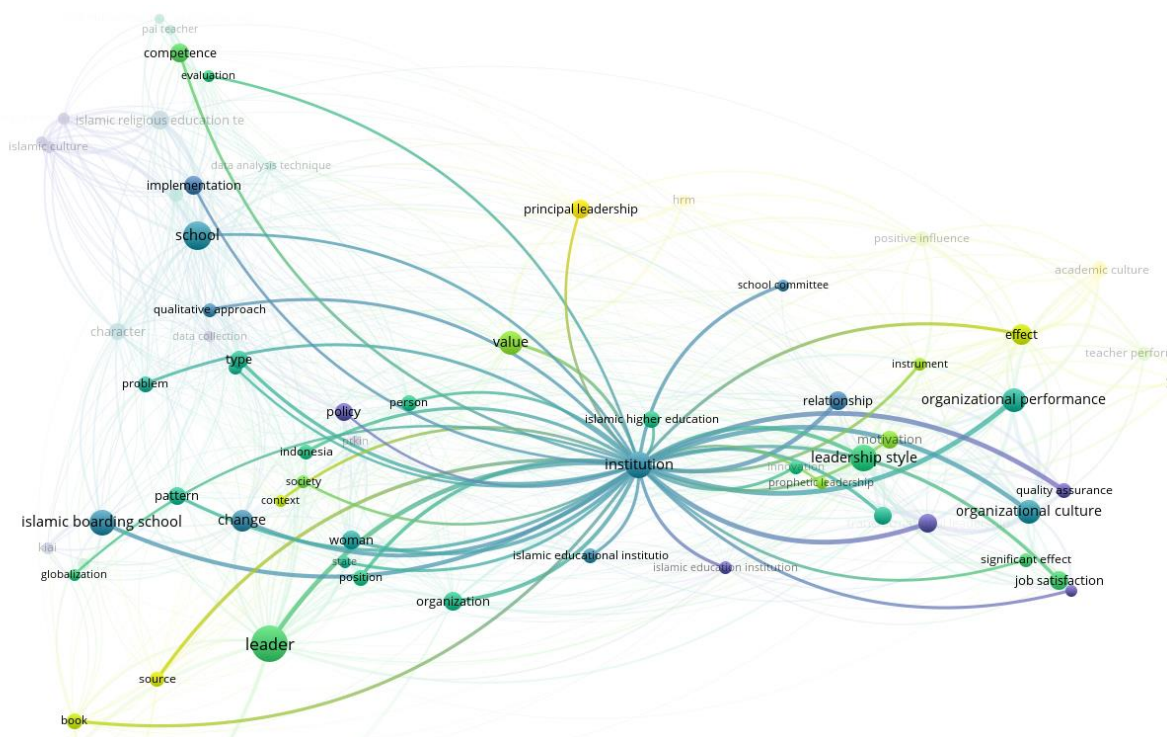 pai teacher
competence
evaluation
islamic religious education te
islamic culture
data analysis technique
implementation
principal leadership
hrm
school
positive influence
academic culture
school committee
qualitative approach
character
data collection
value
effect
teacher perfor
type
instrument
problem
policy
person
relationship
organizational performance
islamic higher education
ptkin
motivation
indonesia
institution
leadership style
innovation
society
prophetic leadership
pattern
context
quality assurance
islamic boarding school
change
organizational culture
kiai
woman
islamic educational institutio
state
islamic education institution
significant effect
globalization
position
job satisfaction
organization
leader
source
book